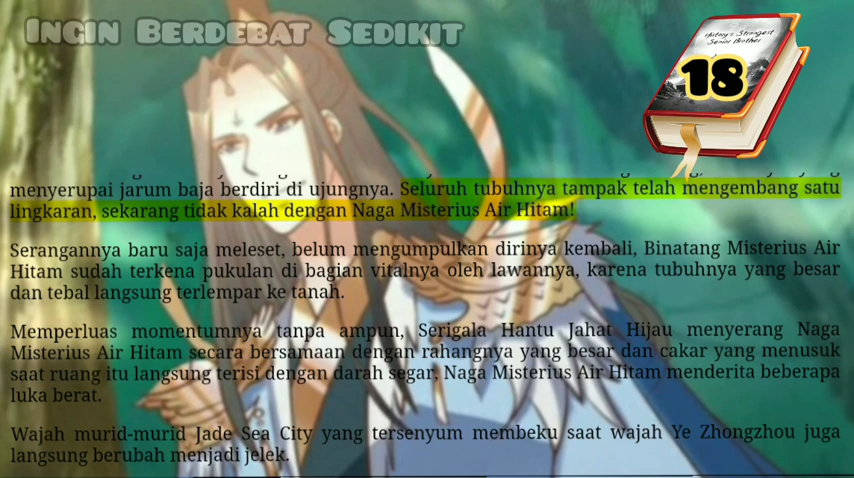 Ingin Berdebat Sedikit
History's Strongest
Senior Brother
18
menyerupai jarum baja berdiri di ujungnya. Seluruh tubuhnya tampak telah mengembang satu
lingkaran, sekarang tidak kalah dengan Naga Misterius Air Hitam!
Serangannya baru saja meleset, belum mengumpulkan dirinya kembali, Binatang Misterius Air
Hitam sudah terkena pukulan di bagian vitalnya oleh lawannya, karena tubuhnya yang besar
dan tebal langsung terlempar ke tanah.
Memperluas momentumnya tanpa ampun, Serigala Hantu Jahat Hijau menyerang Naga
Misterius Air Hitam secara bersamaan dengan rahangnya yang besar dan cakar yang menusuk
saat ruang itu langsung terisi dengan darah segar, Naga Misterius Air Hitam menderita beberapa
luka berat.
Wajah murid-murid Jade Sea City yang tersenyum membeku saat wajah Ye Zhongzhou juga
langsung berubah menjadi jelek.